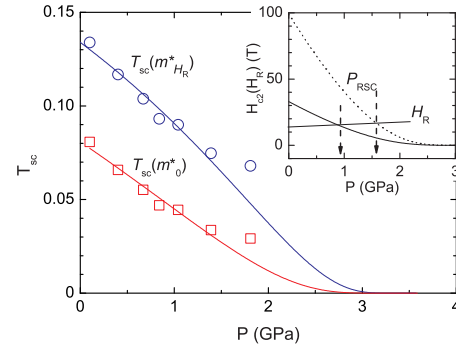 0.15
T_sc(m*_H_R)
0.10
T_sc
T_sc(m*_0)
0.05
0
0
1
2
3
4
P (GPa)
100
H_c2(H_R) (T)
50
0
P_RSC
H_R
0
1
2
3
P (GPa)